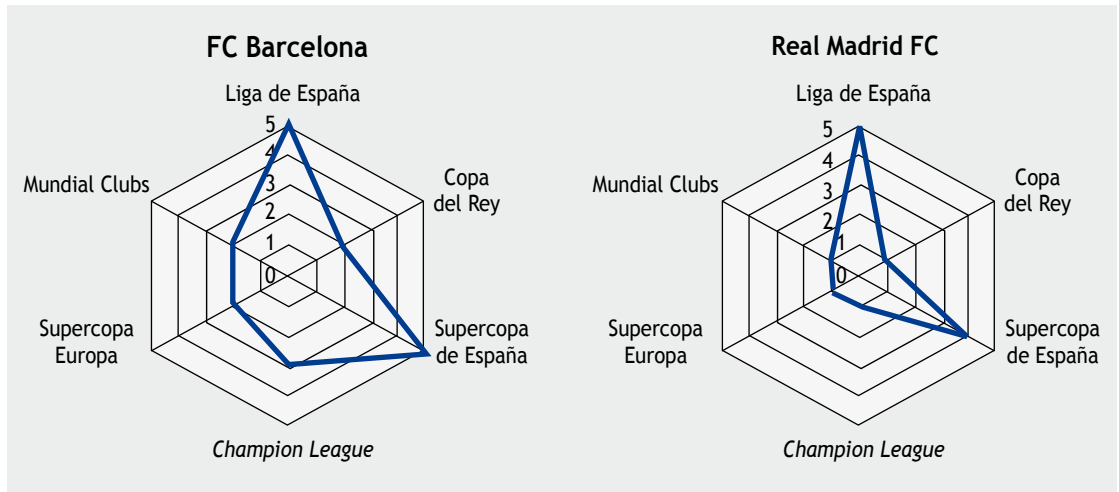 FC Barcelona
Liga de España
5
4
3
2
1
0
Mundial Clubs
Copa
del Rey
Supercopa
Europa
Supercopa
de España
Champion League
Real Madrid FC
Liga de España
5
4
3
2
1
0
Mundial Clubs
Copa
del Rey
Supercopa
Europa
Supercopa
de España
Champion League